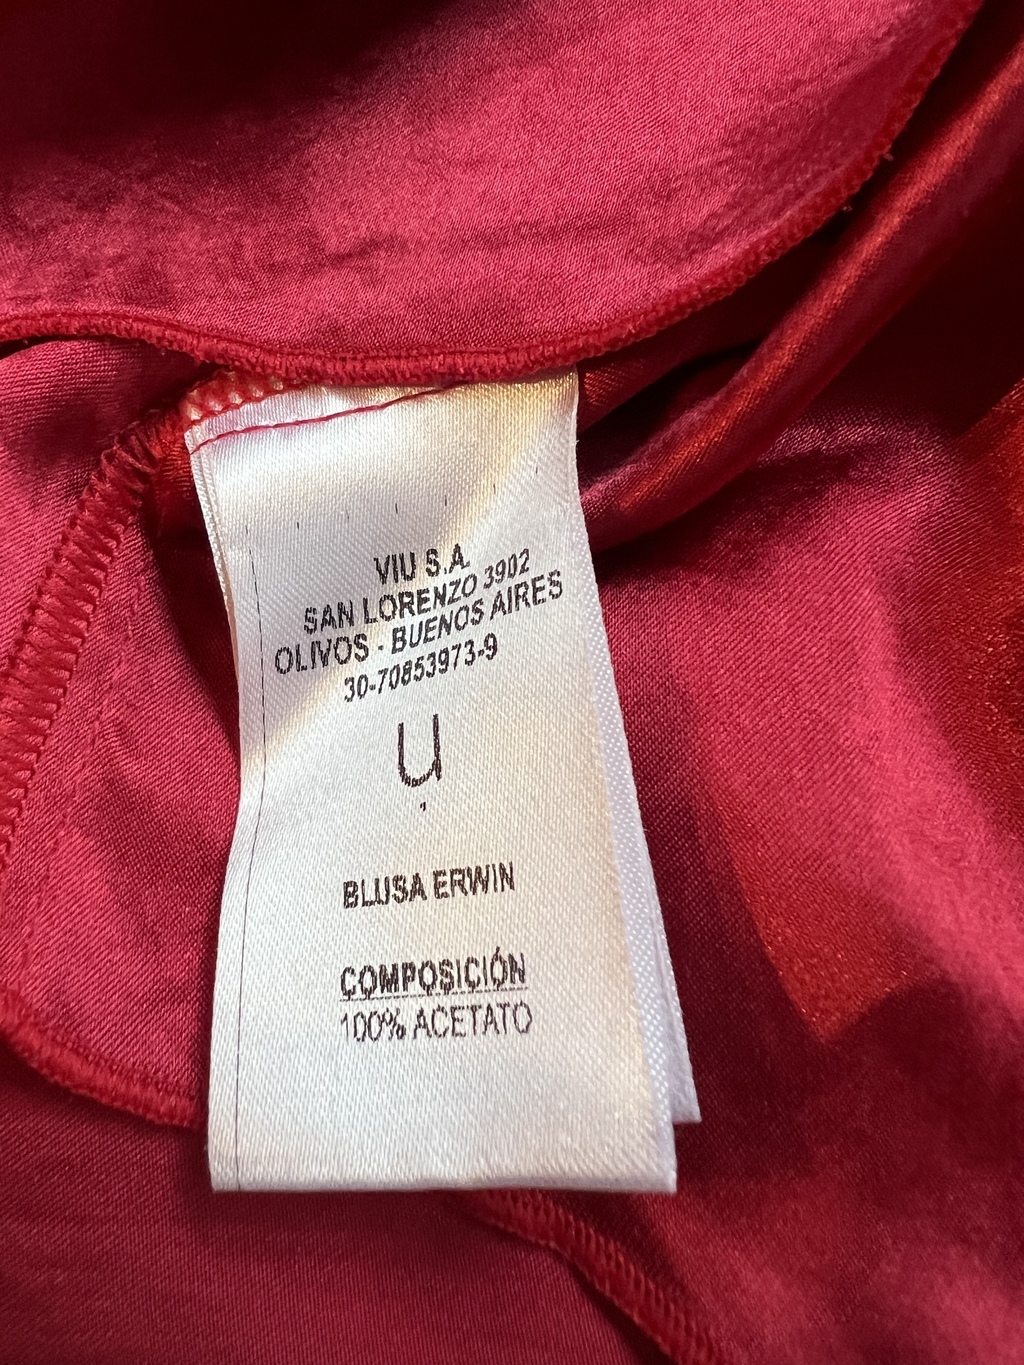 VIU S.A.
SAN LORENZO 3902
OLIVOS - BUENOS AIRES
30-70853973-9
u
BLUSA ERWIN
COMPOSICIÓN
100% ACETATO